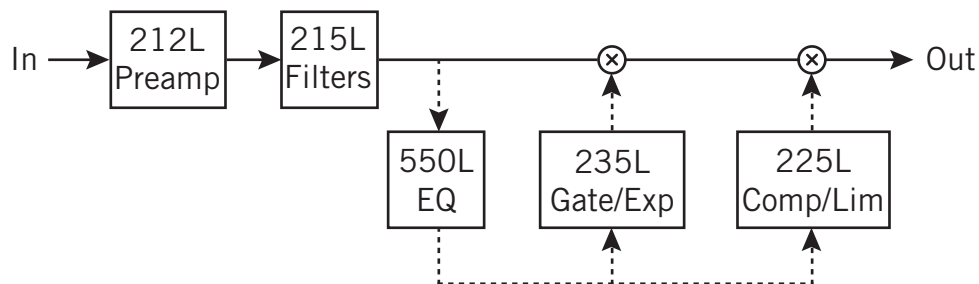 In
212L
Preamp
215L
Filters
Out
550L
EQ
235L
Gate/Exp
225L
Comp/Lim